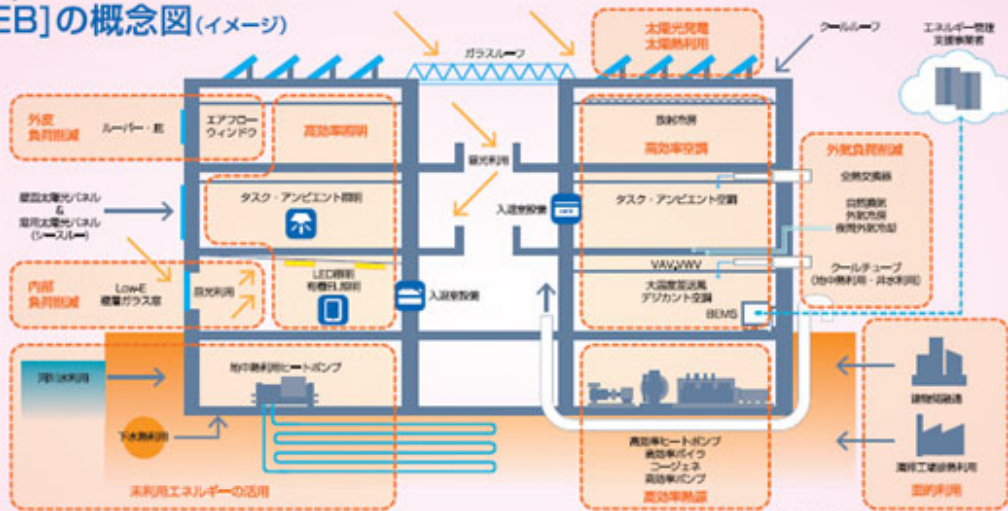 EB]の概念図(イメージ)
太陽光発電
太陽熱利用
クールルーフ
エネルギー管理
支援事業者
ガラスルーフ
外皮
負荷削減
ルーバー・庇
エアフロー
ウィンドウ
高効率照明
昼光利用
放射冷房
高効率空調
外気負荷削減
全熱交換器
自然換気
外気冷房
夜間外気冷却
クールチューブ
(地中熱利用・井水利用)
壁面太陽光パネル
&
窓用太陽光パネル
(シースルー)
タスク・アンビエント照明
入退室設備
タスク・アンビエント空調
内部
負荷削減
Low-E
複層ガラス窓
昼光利用
LED照明
有機EL照明
入退室設備
VAV,VWV
大温度差送風
デシカント空調
BEMS
河川水利用
地中熱利用ヒートポンプ
下水熱利用
未利用エネルギーの活用
高効率ヒートポンプ
高効率ボイラ
コージェネ
高効率ポンプ
高効率熱源
建物間融通
面的利用